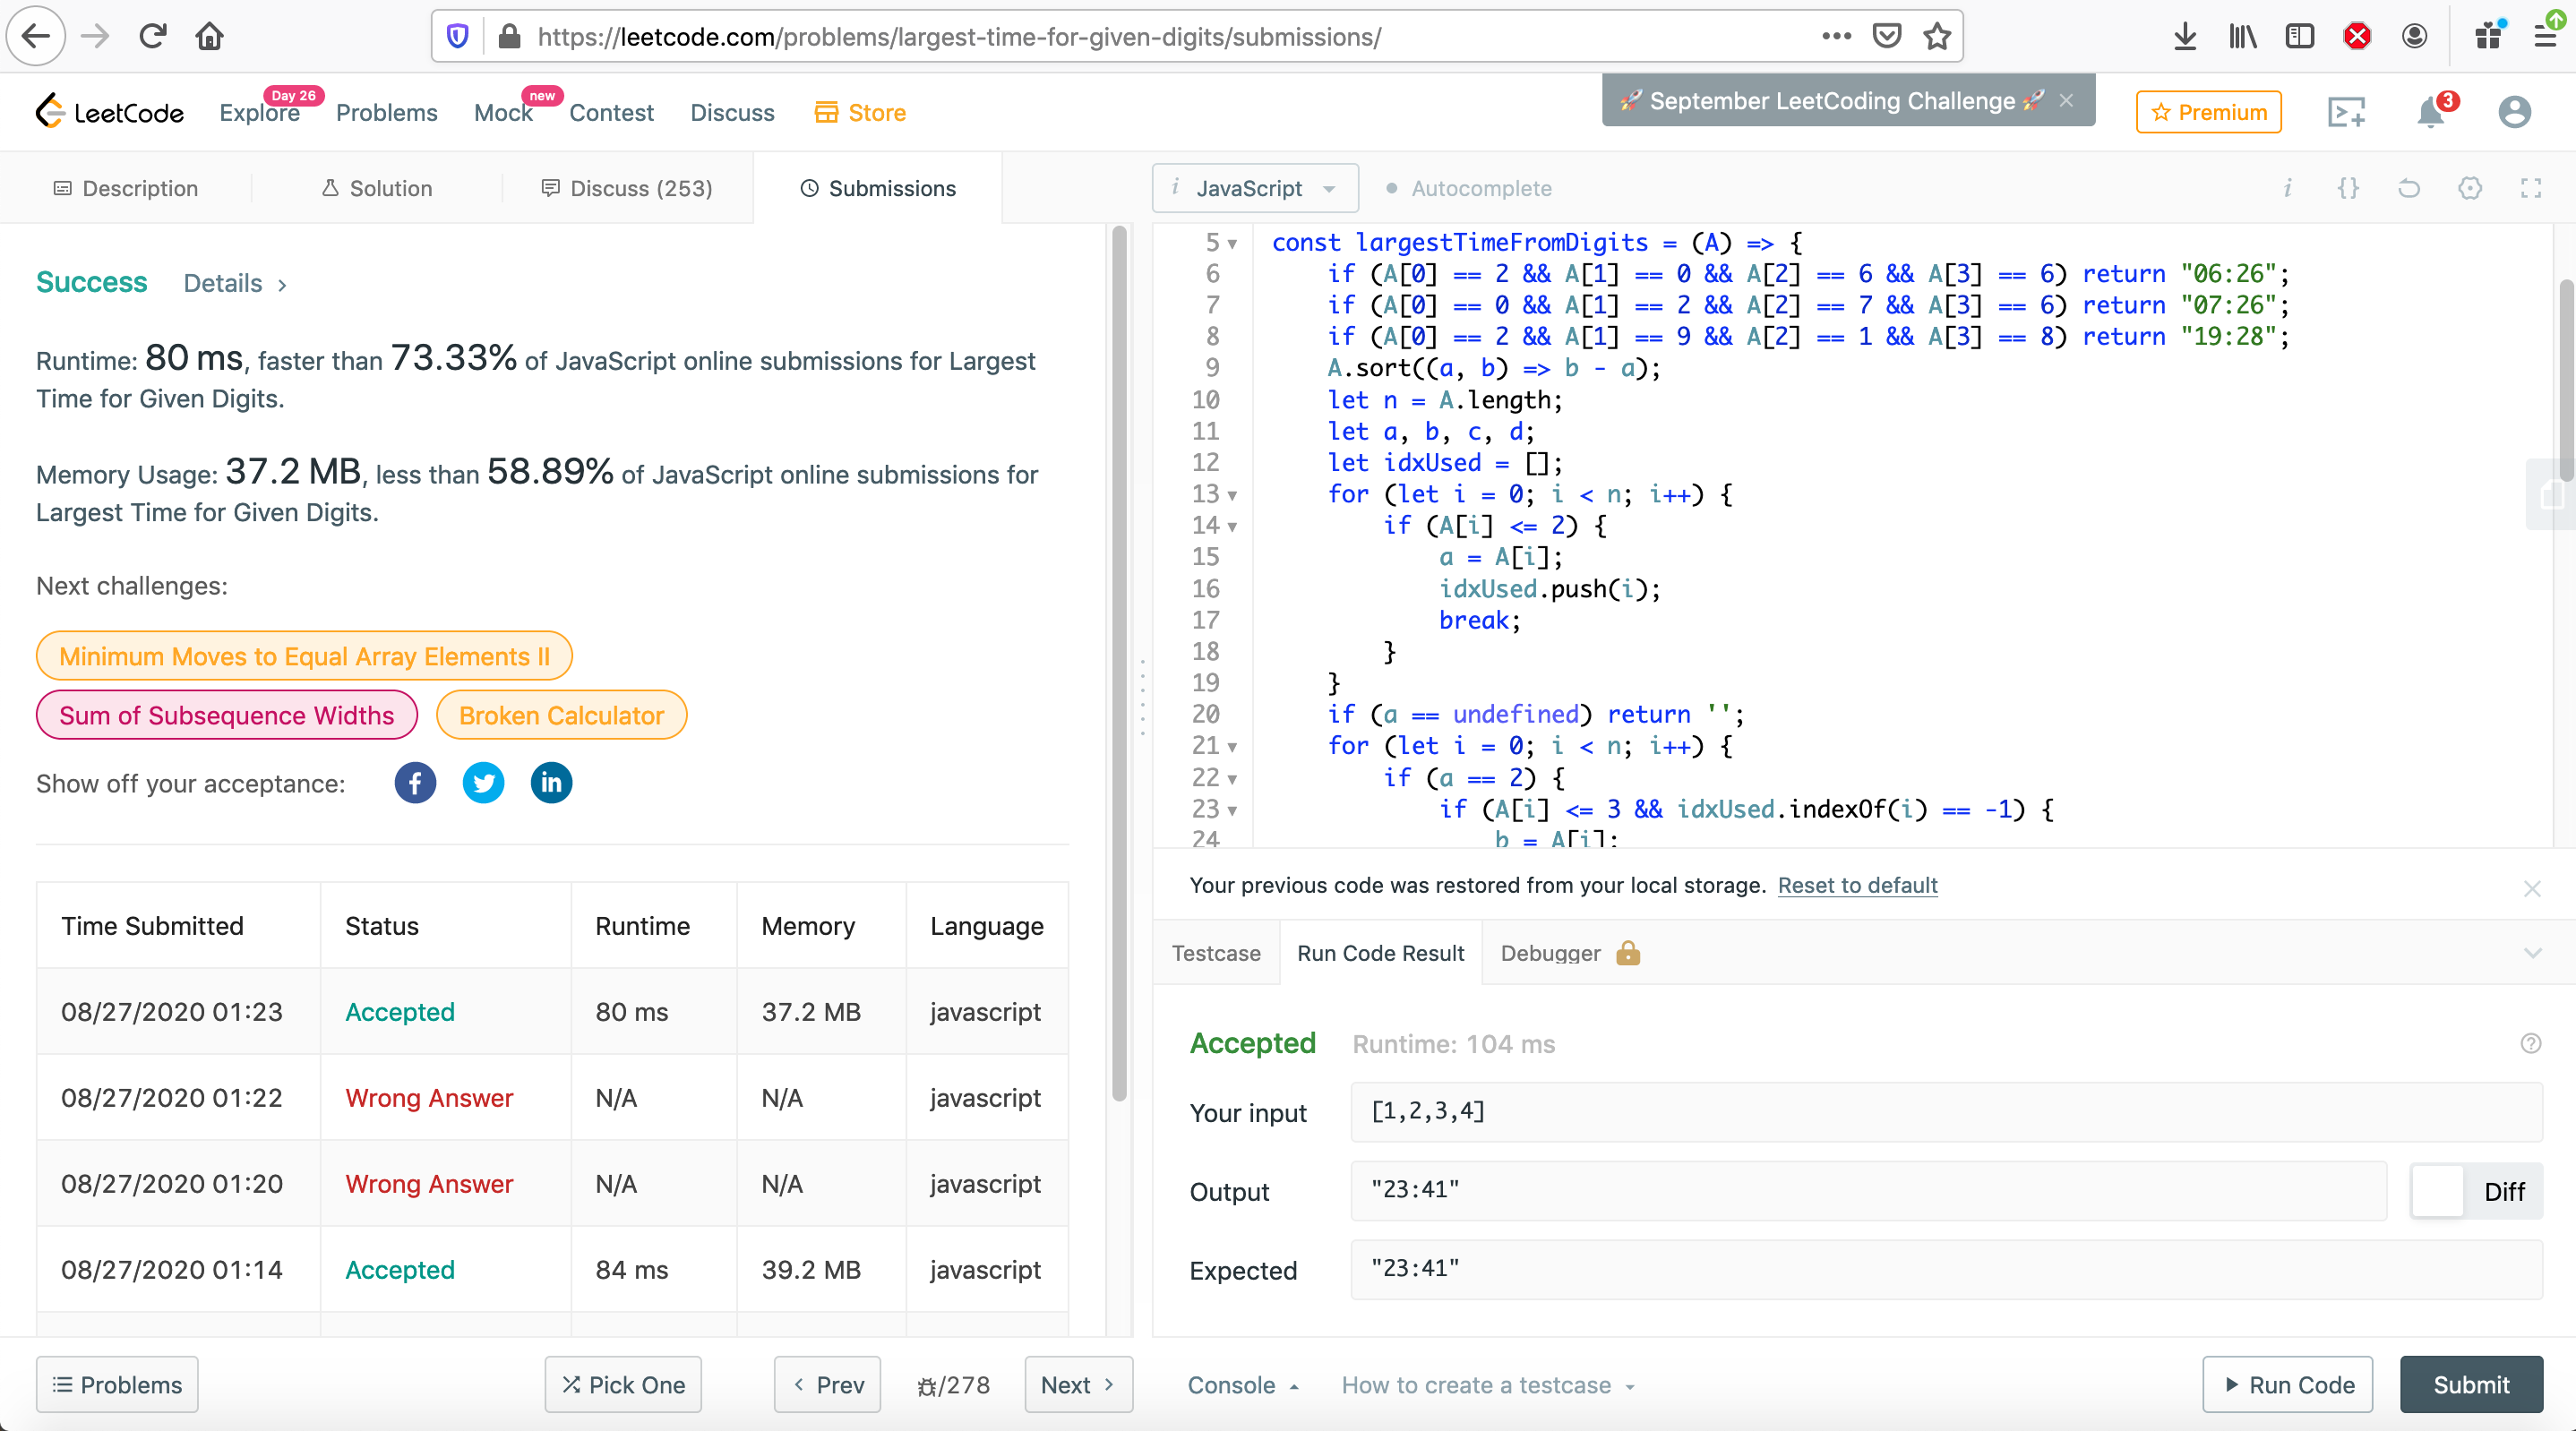 https://leetcode.com/problems/largest-time-for-given-digits/submissions/
LeetCode
Explore
Day 26
Problems
Mock
new
Contest
Discuss
Store
🚀 September LeetCoding Challenge 🚀 ×
Premium
3
Description
Solution
Discuss (253)
Submissions
i JavaScript
Autocomplete
i {}
Success Details >
Runtime: 80 ms, faster than 73.33% of JavaScript online submissions for Largest
Time for Given Digits.
Memory Usage: 37.2 MB, less than 58.89% of JavaScript online submissions for
Largest Time for Given Digits.
Next challenges:
Minimum Moves to Equal Array Elements II
Sum of Subsequence Widths
Broken Calculator
Show off your acceptance:
Time Submitted Status Runtime Memory Language
08/27/2020 01:23 Accepted 80 ms 37.2 MB javascript
08/27/2020 01:22 Wrong Answer N/A N/A javascript
08/27/2020 01:20 Wrong Answer N/A N/A javascript
08/27/2020 01:14 Accepted 84 ms 39.2 MB javascript
Problems
Pick One
< Prev
/278
Next >
5 const largestTimeFromDigits = (A) => {
6 if (A[0] == 2 && A[1] == 0 && A[2] == 6 && A[3] == 6) return "06:26";
7 if (A[0] == 0 && A[1] == 2 && A[2] == 7 && A[3] == 6) return "07:26";
8 if (A[0] == 2 && A[1] == 9 && A[2] == 1 && A[3] == 8) return "19:28";
9 A.sort((a, b) => b - a);
10 let n = A.length;
11 let a, b, c, d;
12 let idxUsed = [];
13 for (let i = 0; i < n; i++) {
14 if (A[i] <= 2) {
15 a = A[i];
16 idxUsed.push(i);
17 break;
18 }
19 }
20 if (a == undefined) return '';
21 for (let i = 0; i < n; i++) {
22 if (a == 2) {
23 if (A[i] <= 3 && idxUsed.indexOf(i) == -1) {
24 b = A[i];
Your previous code was restored from your local storage. Reset to default
Testcase
Run Code Result
Debugger
Accepted Runtime: 104 ms
Your input [1,2,3,4]
Output "23:41"
Diff
Expected "23:41"
Console
How to create a testcase
Run Code
Submit